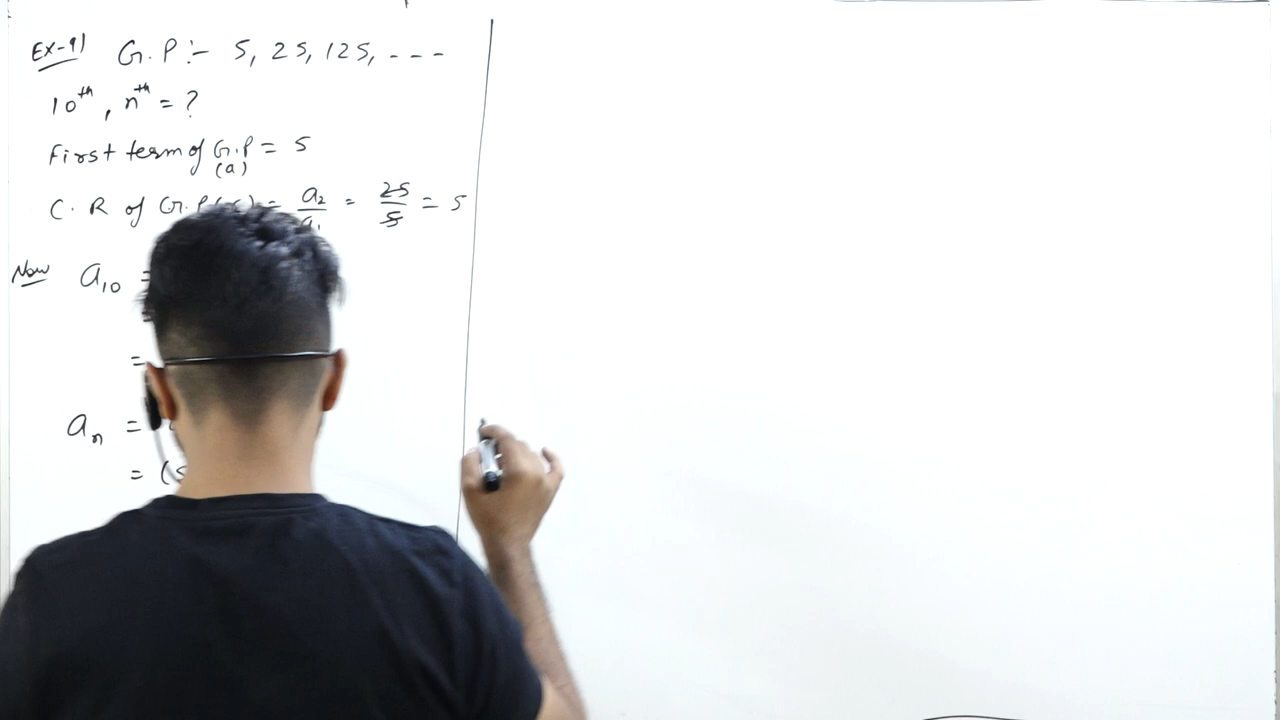 Ex-9) G.P :- 5, 25, 125, - - -
10th, nth = ?
First term of G.P = 5
(a)
C.R of G.P = a2/a1 = 25/5 = 5
Now a10 =
=
=
an =
= (5